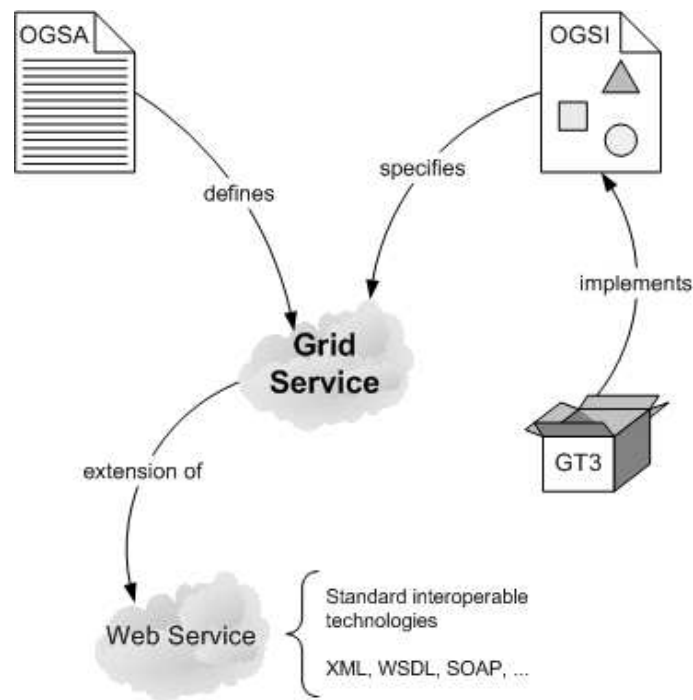 OGSA
OGSI
defines
specifies
implements
Grid
Service
GT3
extension of
Web Service
Standard interoperable
technologies
XML, WSDL, SOAP, ...